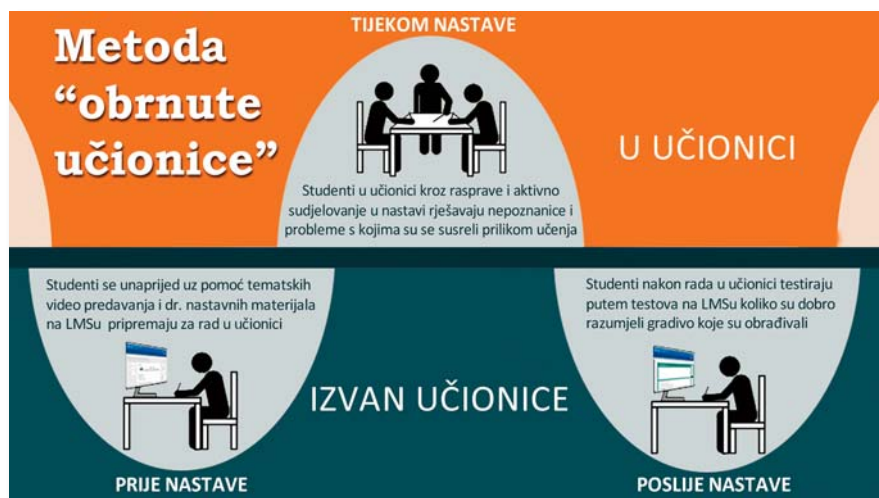 Metoda
“obrnute
učionice”
TIJEKOM NASTAVE
Studenti u učionici kroz rasprave i aktivno
sudjelovanje u nastavi rješavaju nepoznanice i
probleme s kojima su se susreli prilikom učenja
U UČIONICI
Studenti se unaprijed uz pomoć tematskih
video predavanja i dr. nastavnih materijala
na LMSu pripremaju za rad u učionici
PRIJE NASTAVE
IZVAN UČIONICE
Studenti nakon rada u učionici testiraju
putem testova na LMSu koliko su dobro
razumjeli gradivo koje su obrađivali
POSLIJE NASTAVE